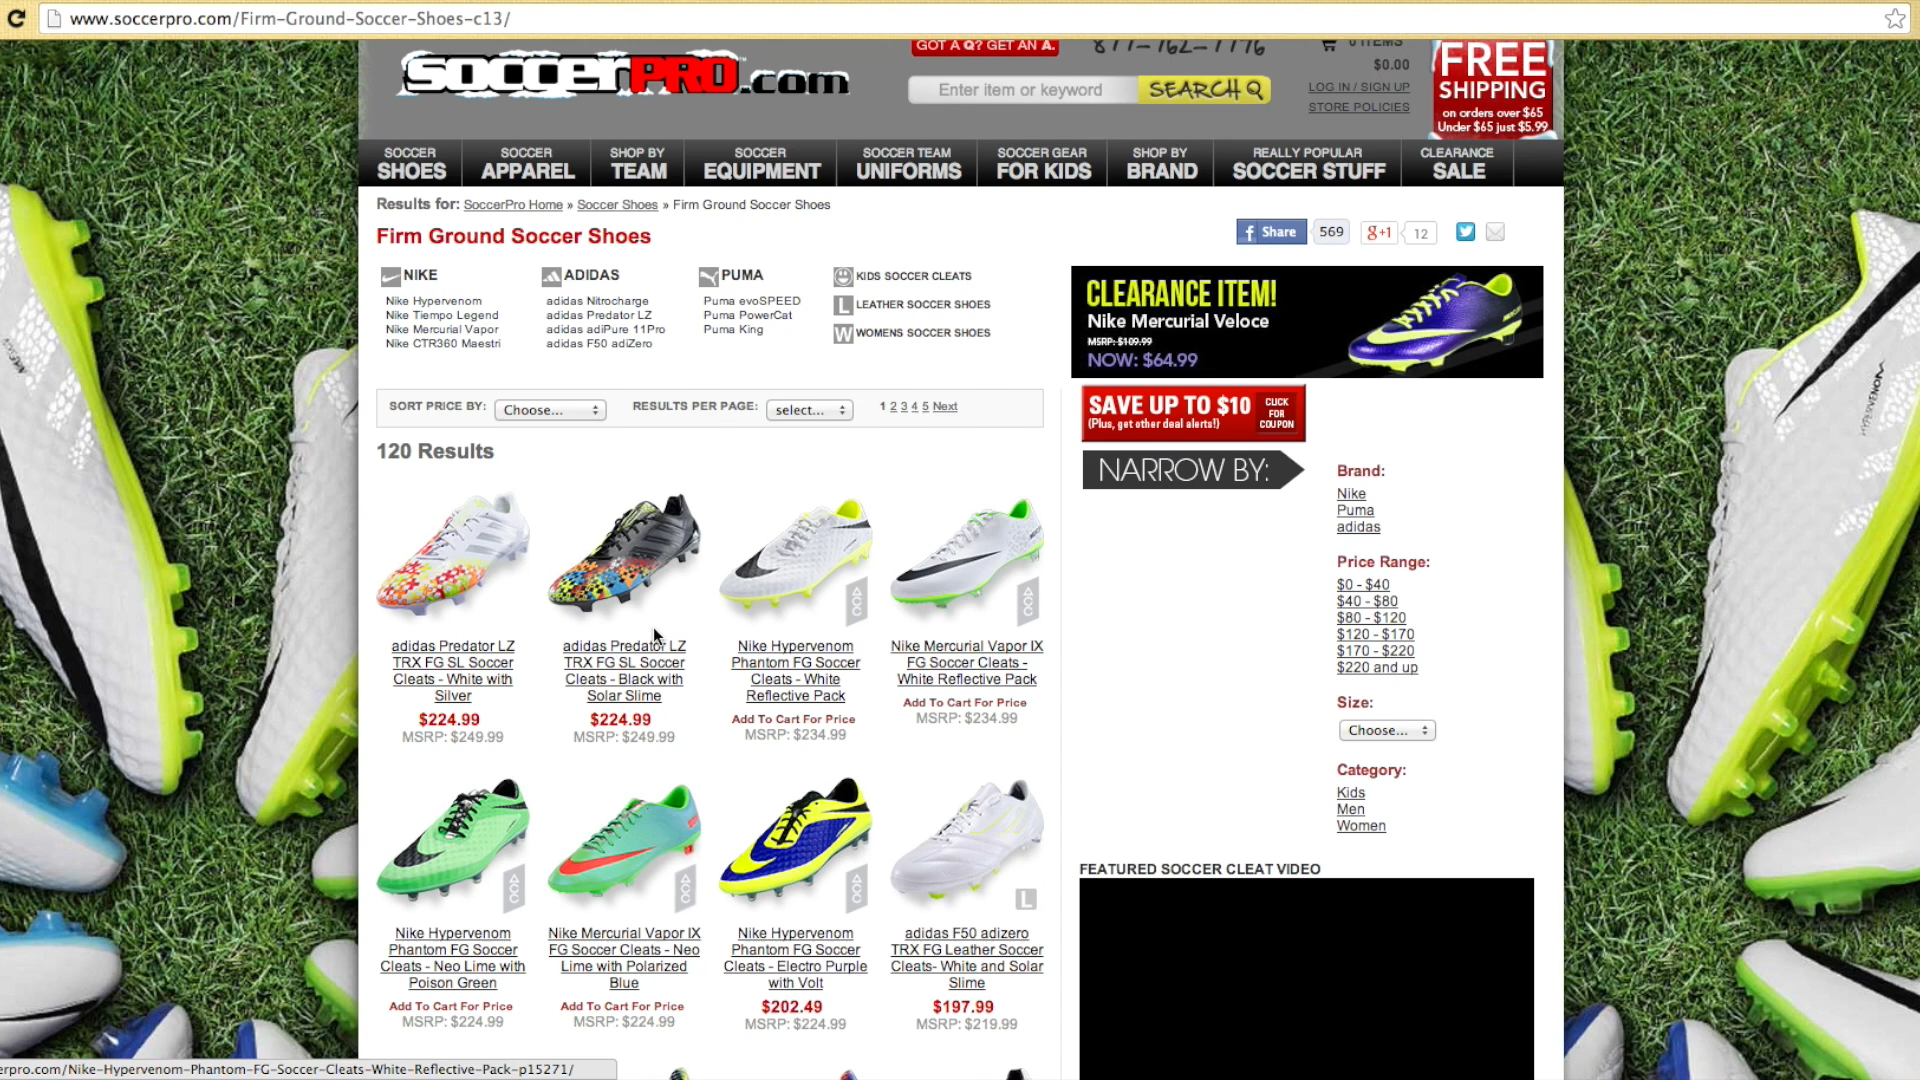 www.soccerpro.com/Firm-Ground-Soccer-Shoes-c13/
GOT A Q? GET AN A.
877-762-7776
0 ITEMS
$0.00
LOG IN / SIGN UP
STORE POLICIES
soccerPRO.com
Enter item or keyword
SEARCH
FREE
SHIPPING
on orders over $65
Under $65 just $5.99
SOCCER
SHOES
SOCCER
APPAREL
SHOP BY
TEAM
SOCCER
EQUIPMENT
SOCCER TEAM
UNIFORMS
SOCCER GEAR
FOR KIDS
SHOP BY
BRAND
REALLY POPULAR
SOCCER STUFF
CLEARANCE
SALE
Results for: SoccerPro Home » Soccer Shoes » Firm Ground Soccer Shoes
Firm Ground Soccer Shoes
f Share 569
g+1 12
NIKE
Nike Hypervenom
Nike Tiempo Legend
Nike Mercurial Vapor
Nike CTR360 Maestri
ADIDAS
adidas Nitrocharge
adidas Predator LZ
adidas adiPure 11Pro
adidas F50 adiZero
PUMA
Puma evoSPEED
Puma PowerCat
Puma King
KIDS SOCCER CLEATS
L LEATHER SOCCER SHOES
W WOMENS SOCCER SHOES
CLEARANCE ITEM!
Nike Mercurial Veloce
MSRP: $109.99
NOW: $64.99
SORT PRICE BY: Choose...
RESULTS PER PAGE: select...
1 2 3 4 5 Next
SAVE UP TO $10
(Plus, get other deal alerts!)
CLICK
FOR
COUPON
120 Results
NARROW BY:
Brand:
Nike
Puma
adidas
Price Range:
$0 - $40
$40 - $80
$80 - $120
$120 - $170
$170 - $220
$220 and up
Size:
Choose...
Category:
Kids
Men
Women
adidas Predator LZ
TRX FG SL Soccer
Cleats - White with
Silver
$224.99
MSRP: $249.99
adidas Predator LZ
TRX FG SL Soccer
Cleats - Black with
Solar Slime
$224.99
MSRP: $249.99
ACC
Nike Hypervenom
Phantom FG Soccer
Cleats - White
Reflective Pack
Add To Cart For Price
MSRP: $234.99
ACC
Nike Mercurial Vapor IX
FG Soccer Cleats -
White Reflective Pack
Add To Cart For Price
MSRP: $234.99
ACC
Nike Hypervenom
Phantom FG Soccer
Cleats - Neo Lime with
Poison Green
Add To Cart For Price
MSRP: $224.99
ACC
Nike Mercurial Vapor IX
FG Soccer Cleats - Neo
Lime with Polarized
Blue
Add To Cart For Price
MSRP: $224.99
ACC
Nike Hypervenom
Phantom FG Soccer
Cleats - Electro Purple
with Volt
$202.49
MSRP: $224.99
L
adidas F50 adizero
TRX FG Leather Soccer
Cleats- White and Solar
Slime
$197.99
MSRP: $219.99
FEATURED SOCCER CLEAT VIDEO
HYPERVENOM
erpro.com/Nike-Hypervenom-Phantom-FG-Soccer-Cleats-White-Reflective-Pack-p15271/